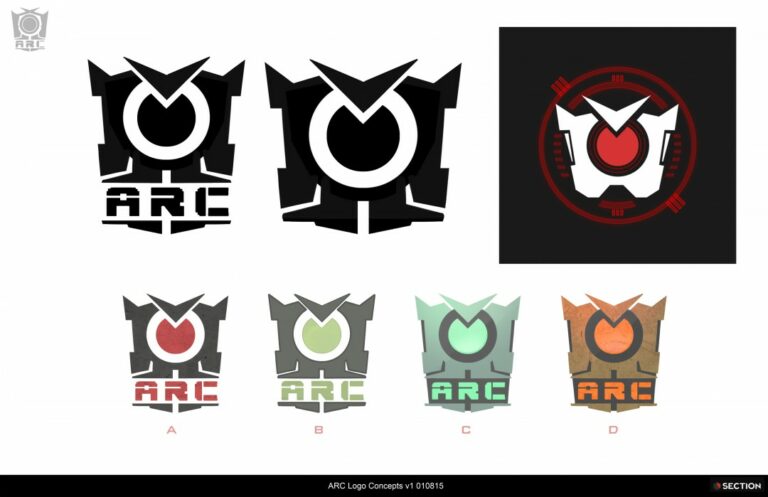 ARC
ARC
ARC
ARC
ARC
ARC
A
B
C
D
ARC Logo Concepts v1 010815
SECTION